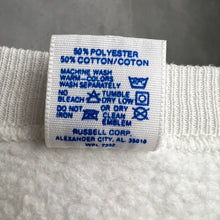 50% POLYESTER
50% COTTON/COTON
MACHINE WASH
WARM-COLORS
WASH SEPARATELY
NO BLEACH TUMBLE DRY LOW
DO NOT IRON OR DRY EMBLEM
RUSSELL CORP.
ALEXANDER CITY, AL. 35010